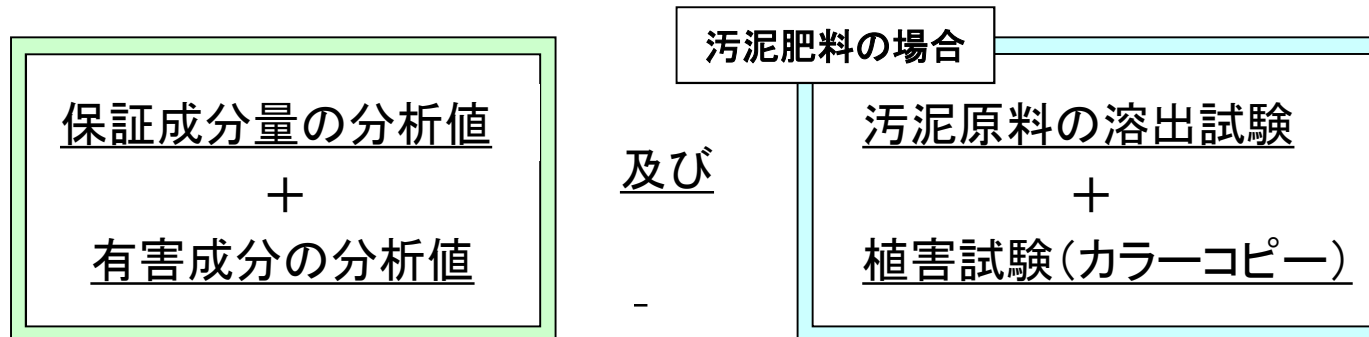 保証成分量の分析値
＋
有害成分の分析値
及び
汚泥肥料の場合
汚泥原料の溶出試験
＋
植害試験（カラーコピー）